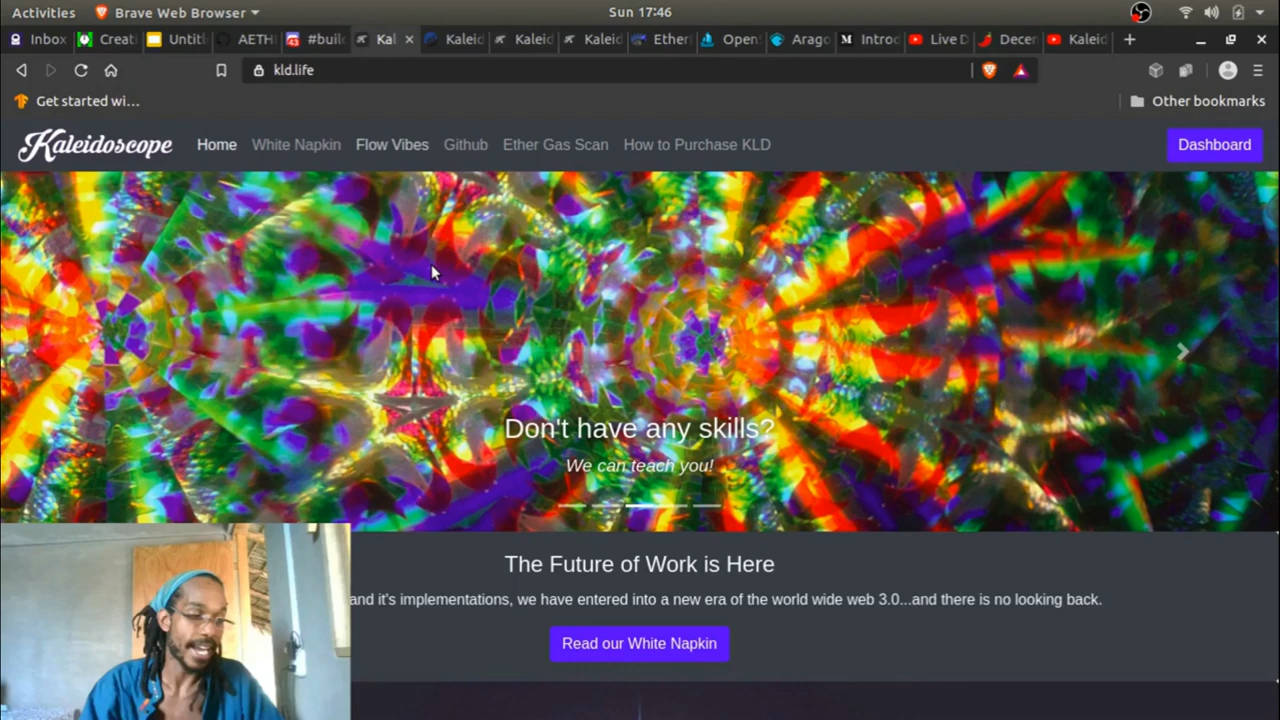 Activities Brave Web Browser Sun 17:46
Inbox Creati Untitl AETH #buil Kal Kaleid Kaleid Kaleid Ether Open Arago Introd Live D Decen Kaleid
kld.life
Get started wi... Other bookmarks
Kaleidoscope Home White Napkin Flow Vibes Github Ether Gas Scan How to Purchase KLD Dashboard
Don't have any skills?
We can teach you!
The Future of Work is Here
and it's implementations, we have entered into a new era of the world wide web 3.0...and there is no looking back.
Read our White Napkin